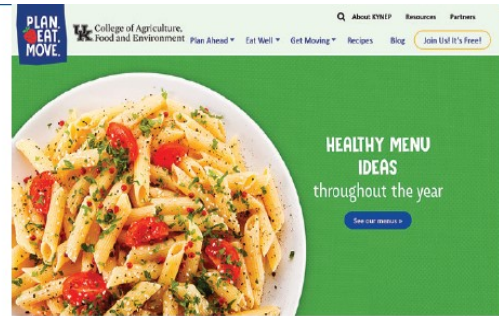 PLAN.
EAT.
MOVE.
UK College of Agriculture,
Food and Environment
About KYNEP Resources Partners
Plan Ahead Eat Well Get Moving Recipes Blog Join Us! It's Free!
HEALTHY MENU
IDEAS
throughout the year
See our menus »